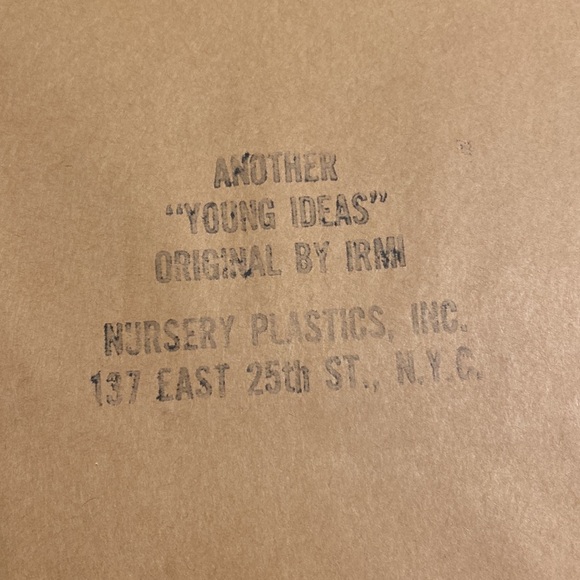 ANOTHER
"YOUNG IDEAS"
ORIGINAL BY IRMI
NURSERY PLASTICS, INC.
137 EAST 25th ST., N.Y.C.